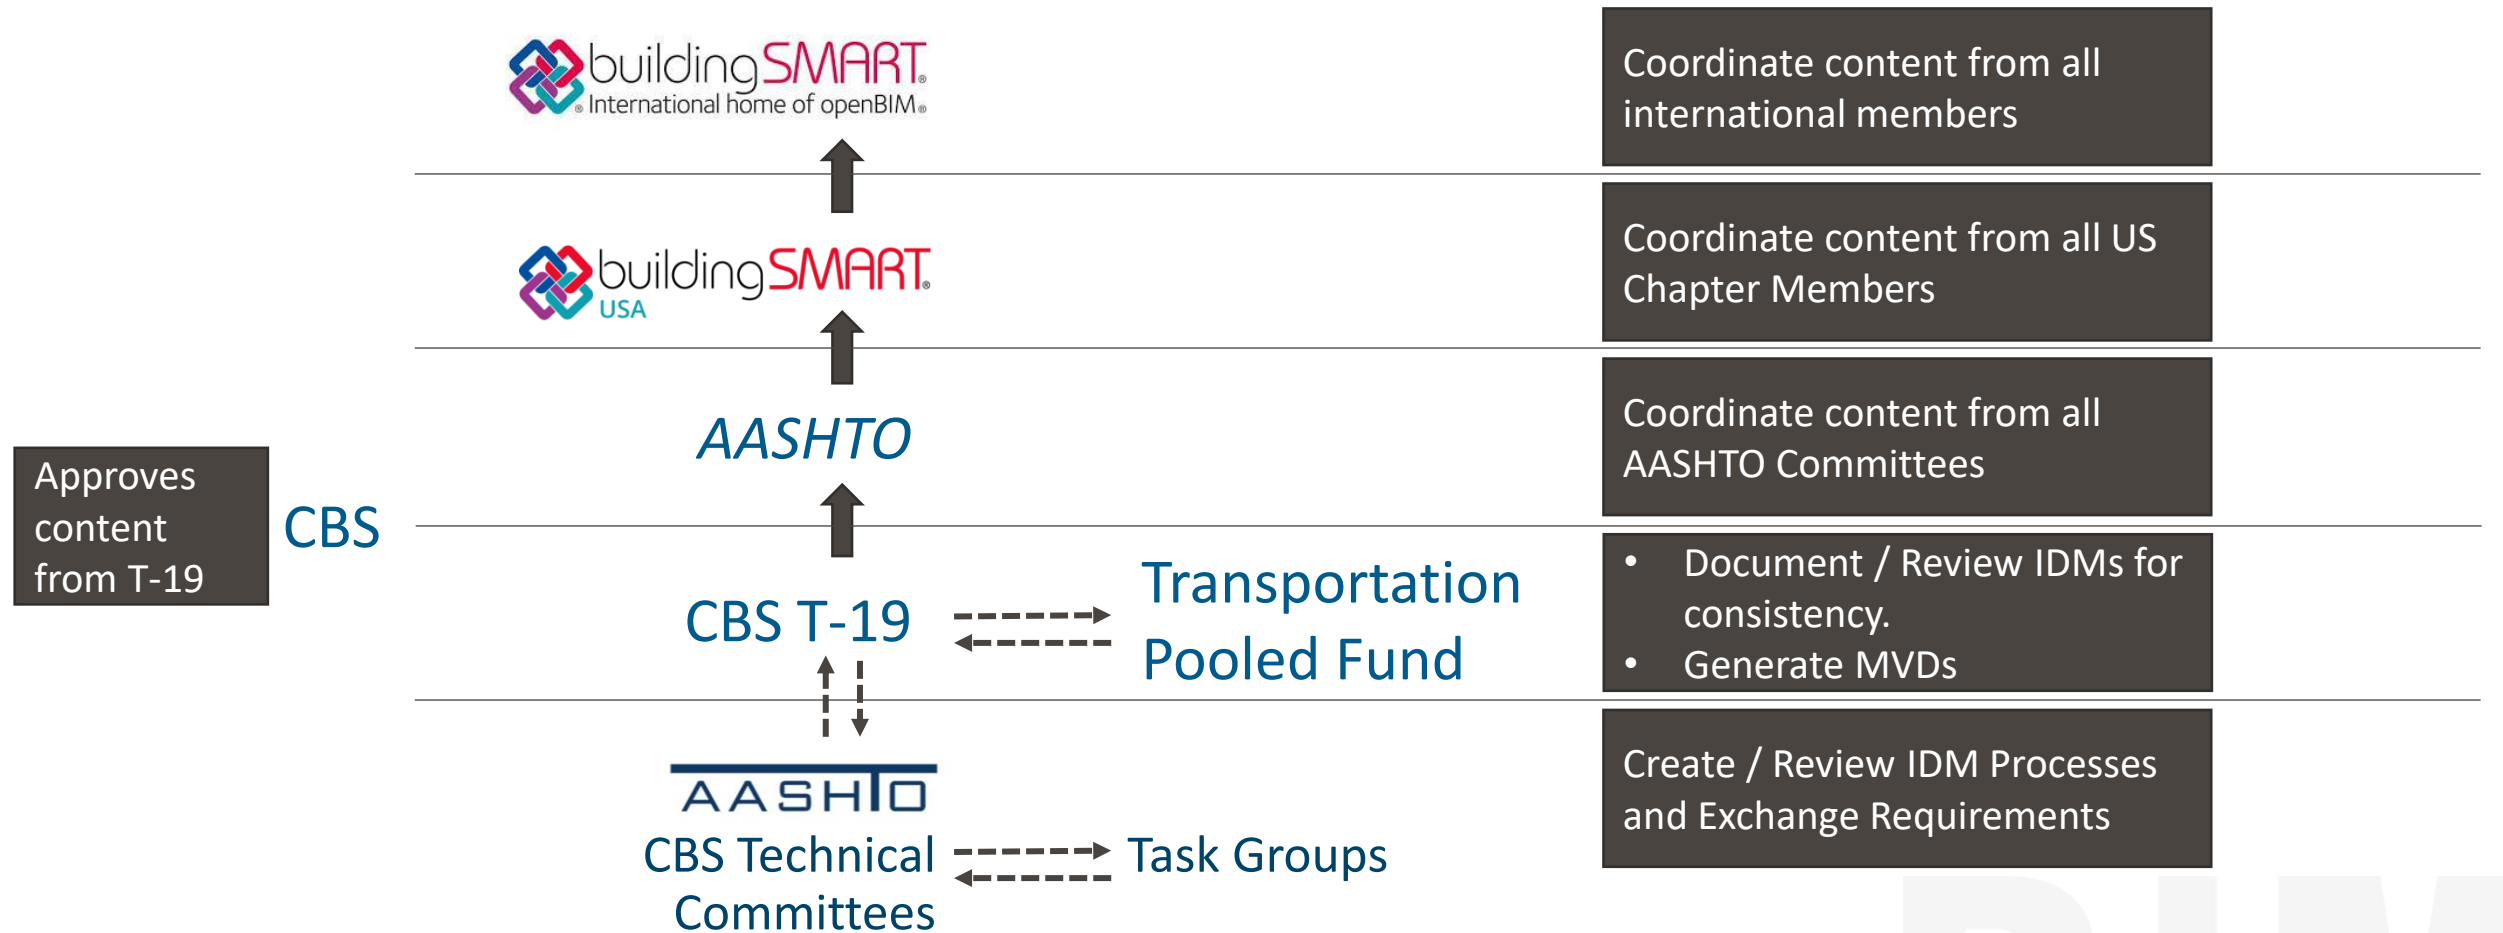 buildingSMART®
® International home of openBIM®
Coordinate content from all
international members
buildingSMART®
USA
Coordinate content from all US
Chapter Members
AASHTO
Coordinate content from all
AASHTO Committees
Approves
content
from T-19
CBS
CBS T-19
Transportation
Pooled Fund
• Document / Review IDMs for
consistency.
• Generate MVDs
AASHTO
CBS Technical
Committees
Task Groups
Create / Review IDM Processes
and Exchange Requirements
BIM